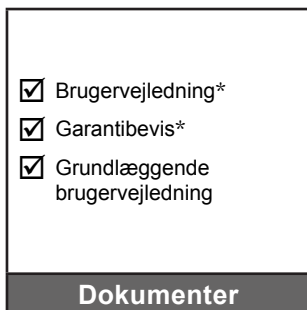 ☑ Brugervejledning*
☑ Garantibevis*
☑ Grundlæggende
brugervejledning
Dokumenter